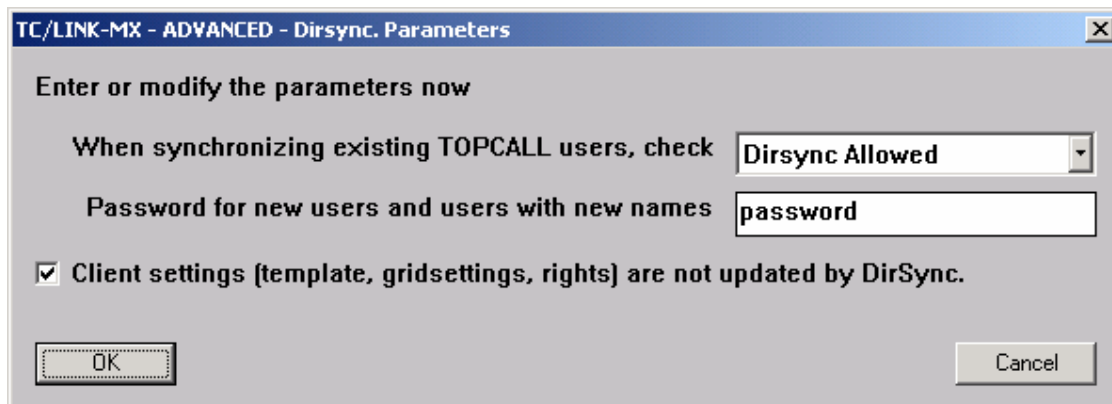 TC/LINK-MX - ADVANCED - Dirsync. Parameters
Enter or modify the parameters now
When synchronizing existing TOPCALL users, check Dirsync Allowed
Password for new users and users with new names password
Client settings (template, gridsettings, rights) are not updated by DirSync.
OK Cancel